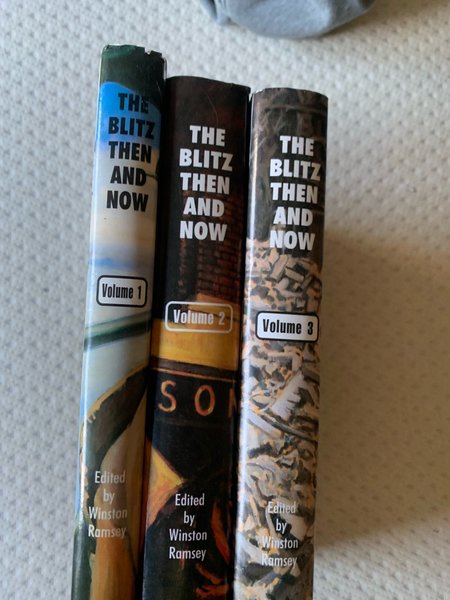 THE
BLITZ
THEN
AND
NOW
Volume 1
Edited
by
Winston
Ramsey
THE
BLITZ
THEN
AND
NOW
Volume 2
SON
Edited
by
Winston
Ramsey
THE
BLITZ
THEN
AND
NOW
Volume 3
Edited
by
Winston
Ramsey